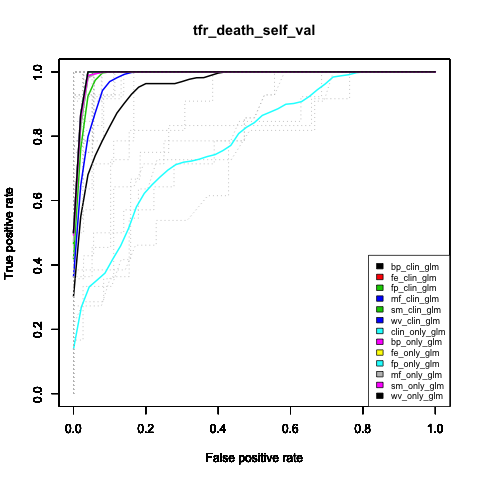 tfr_death_self_val
True positive rate
1.0
0.8
0.6
0.4
0.2
0.0
bp_clin_glm
fe_clin_glm
fp_clin_glm
mf_clin_glm
sm_clin_glm
wv_clin_glm
clin_only_glm
bp_only_glm
fe_only_glm
fp_only_glm
mf_only_glm
sm_only_glm
wv_only_glm
0.0 0.2 0.4 0.6 0.8 1.0
False positive rate